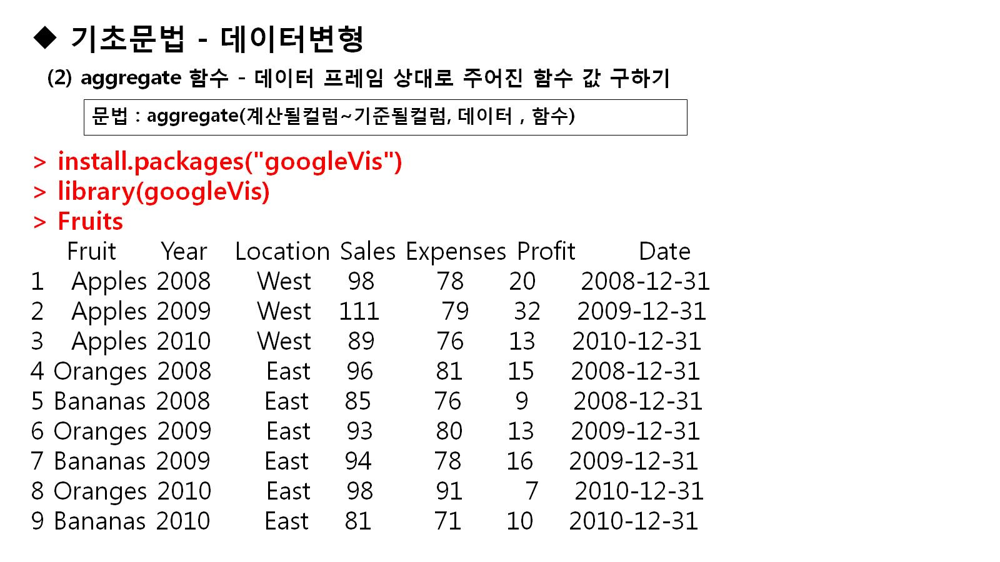 ◆ 기초문법 - 데이터변형
(2) aggregate 함수 - 데이터 프레임 상대로 주어진 함수 값 구하기
문법 : aggregate(계산될컬럼~기준될컬럼, 데이터 , 함수)
> install.packages("googleVis")
> library(googleVis)
> Fruits
Fruit Year Location Sales Expenses Profit Date
1 Apples 2008 West 98 78 20 2008-12-31
2 Apples 2009 West 111 79 32 2009-12-31
3 Apples 2010 West 89 76 13 2010-12-31
4 Oranges 2008 East 96 81 15 2008-12-31
5 Bananas 2008 East 85 76 9 2008-12-31
6 Oranges 2009 East 93 80 13 2009-12-31
7 Bananas 2009 East 94 78 16 2009-12-31
8 Oranges 2010 East 98 91 7 2010-12-31
9 Bananas 2010 East 81 71 10 2010-12-31